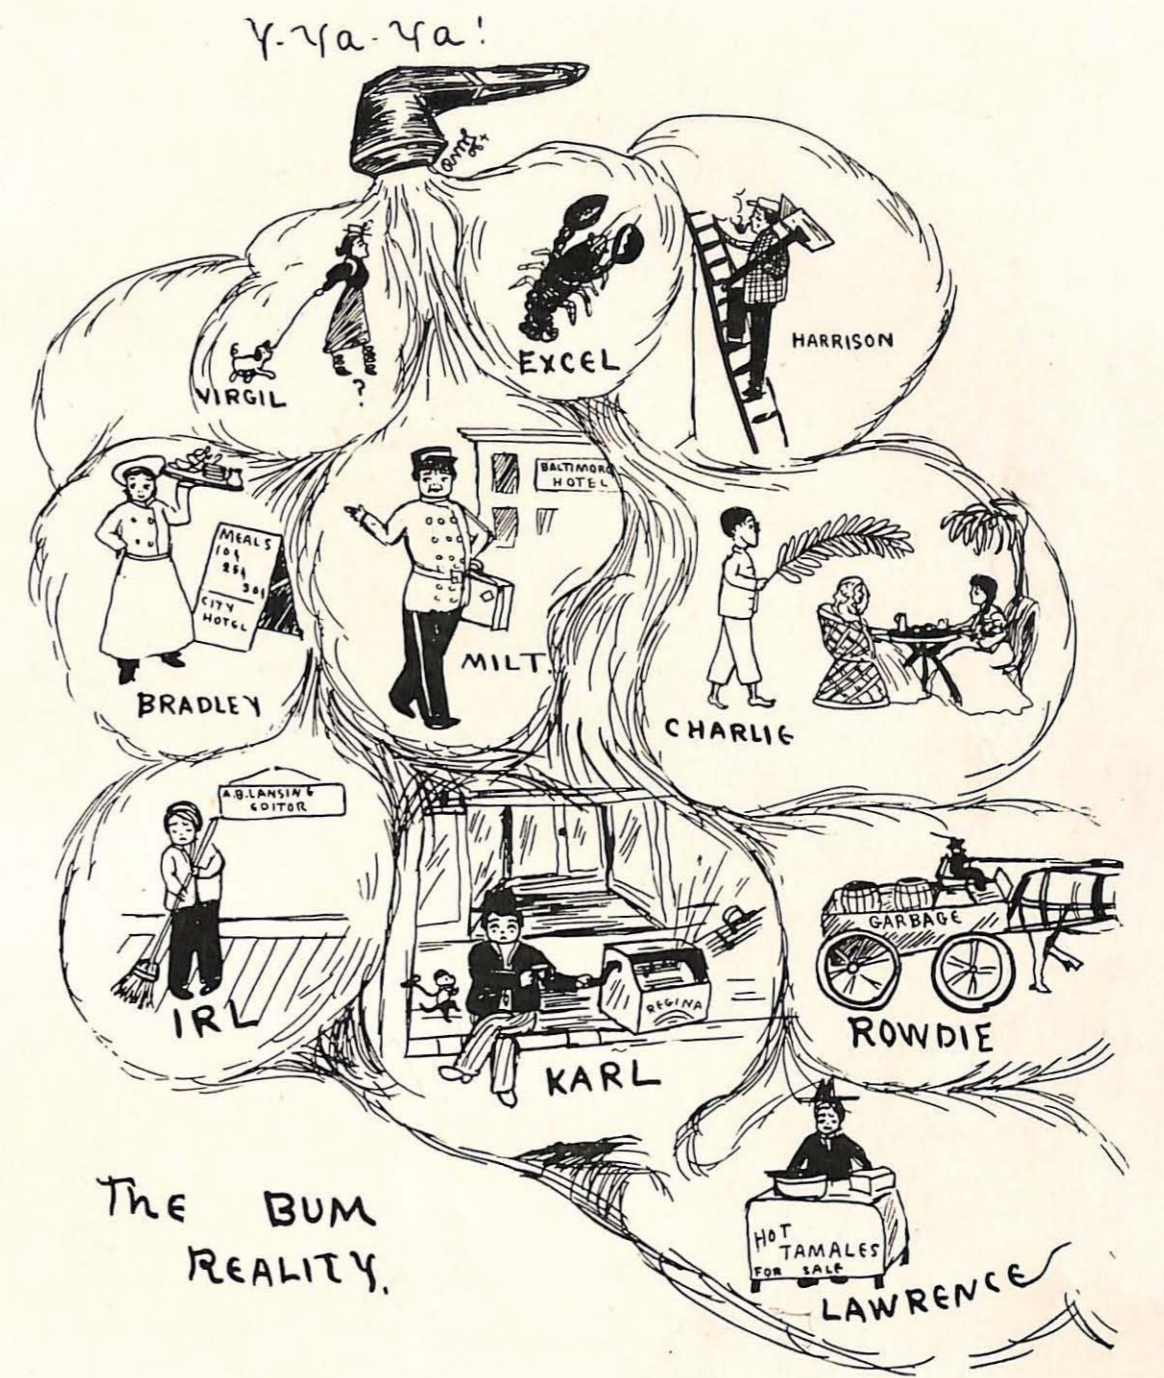 Y-Ya-Ya!
EXCEL
HARRISON
VIRGIL
?
BALTIMORE
HOTEL
MEALS
10¢
25¢
30¢
CITY
HOTEL
MILT.
BRADLEY
CHARLIE
A.B. LANSING
EDITOR
GARBAGE
REGINA
IRL
ROWDIE
KARL
The BUM
REALITY.
HOT
TAMALES
FOR SALE
LAWRENCE